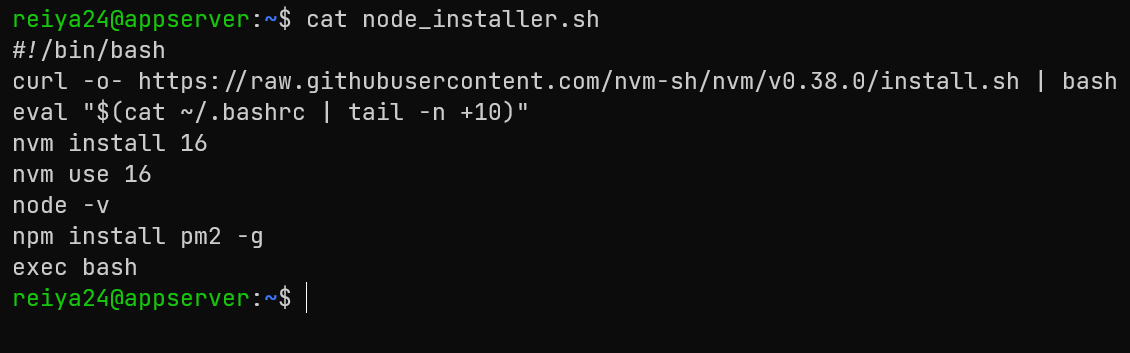 reiya24@appserver:~$ cat node_installer.sh
#!/bin/bash
curl -o- https://raw.githubusercontent.com/nvm-sh/nvm/v0.38.0/install.sh | bash
eval "$(cat ~/.bashrc | tail -n +10)"
nvm install 16
nvm use 16
node -v
npm install pm2 -g
exec bash
reiya24@appserver:~$